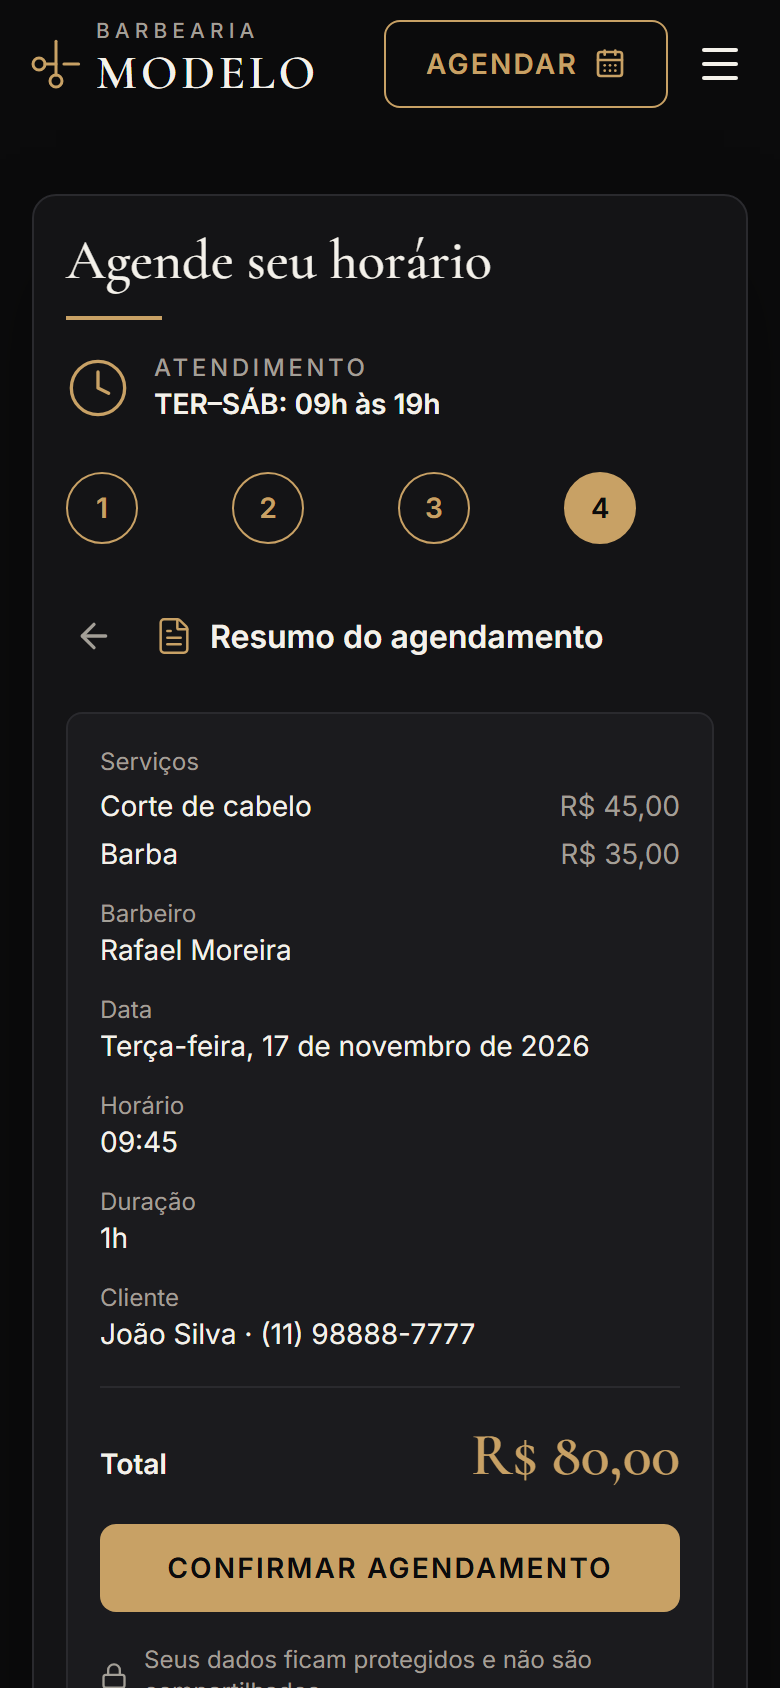 BARBEARIA
MODELO
AGENDAR
Agende seu horário
ATENDIMENTO
TER–SÁB: 09h às 19h
1 2 3 4
Resumo do agendamento
Serviços
Corte de cabelo R$ 45,00
Barba R$ 35,00
Barbeiro
Rafael Moreira
Data
Terça-feira, 17 de novembro de 2026
Horário
09:45
Duração
1h
Cliente
João Silva · (11) 98888-7777
Total R$ 80,00
CONFIRMAR AGENDAMENTO
Seus dados ficam protegidos e não são